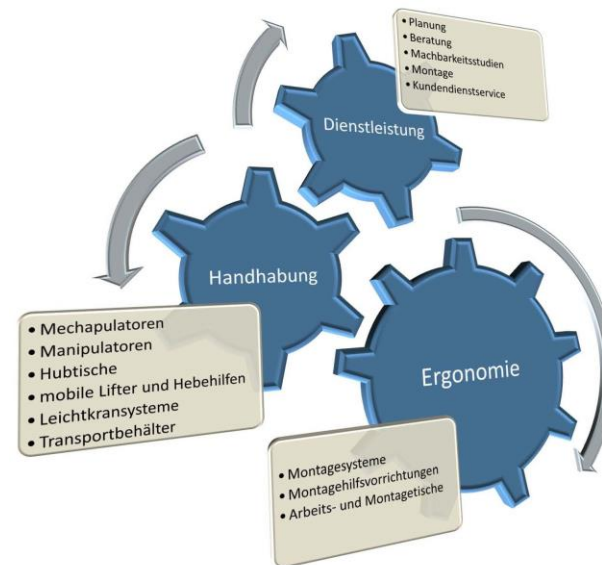 • Planung
• Beratung
• Machbarkeitsstudien
• Montage
• Kundendienstservice
Dienstleistung
Handhabung
• Mechapulatoren
• Manipulatoren
• Hubtische
• mobile Lifter und Hebehilfen
• Leichtkransysteme
• Transportbehälter
Ergonomie
• Montagesysteme
• Montagehilfsvorrichtungen
• Arbeits- und Montagetische